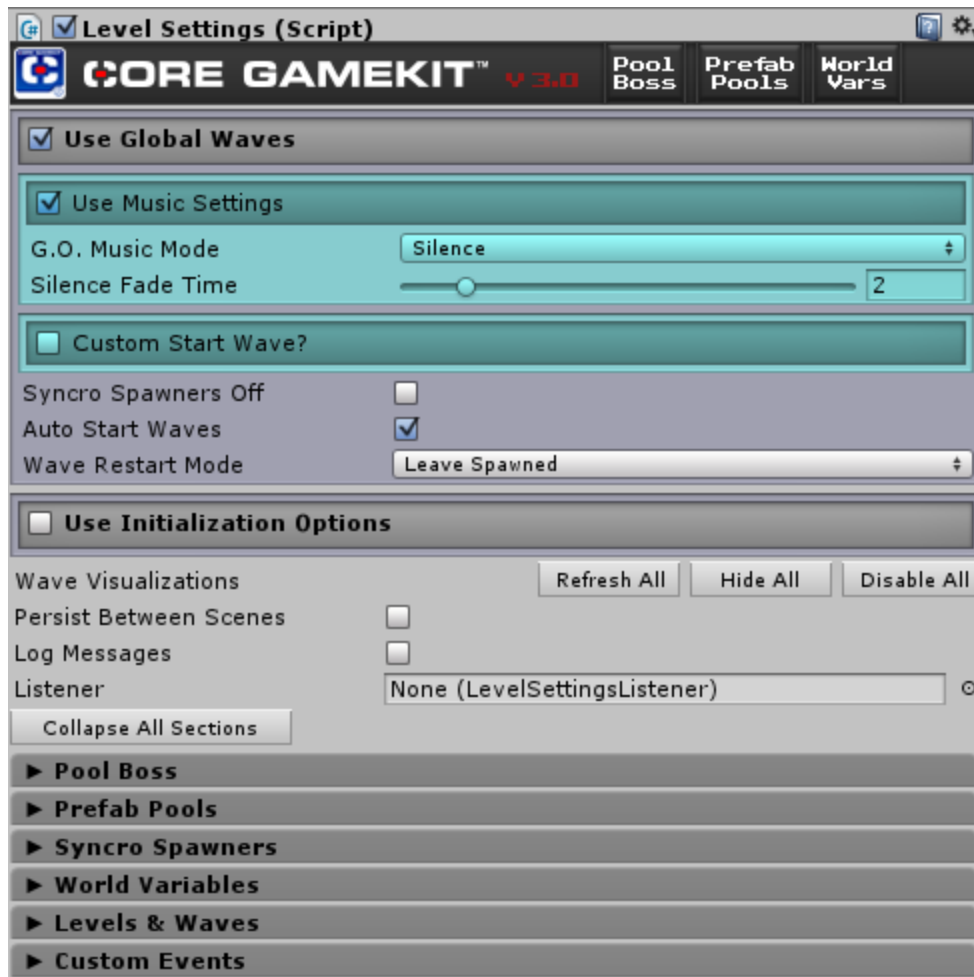 Level Settings (Script)
CORE GAMEKIT™ V 3.0 Pool Boss Prefab Pools World Vars
Use Global Waves
Use Music Settings
G.O. Music Mode Silence
Silence Fade Time 2
Custom Start Wave?
Syncro Spawners Off
Auto Start Waves
Wave Restart Mode Leave Spawned
Use Initialization Options
Wave Visualizations Refresh All Hide All Disable All
Persist Between Scenes
Log Messages
Listener None (LevelSettingsListener)
Collapse All Sections
Pool Boss
Prefab Pools
Syncro Spawners
World Variables
Levels & Waves
Custom Events